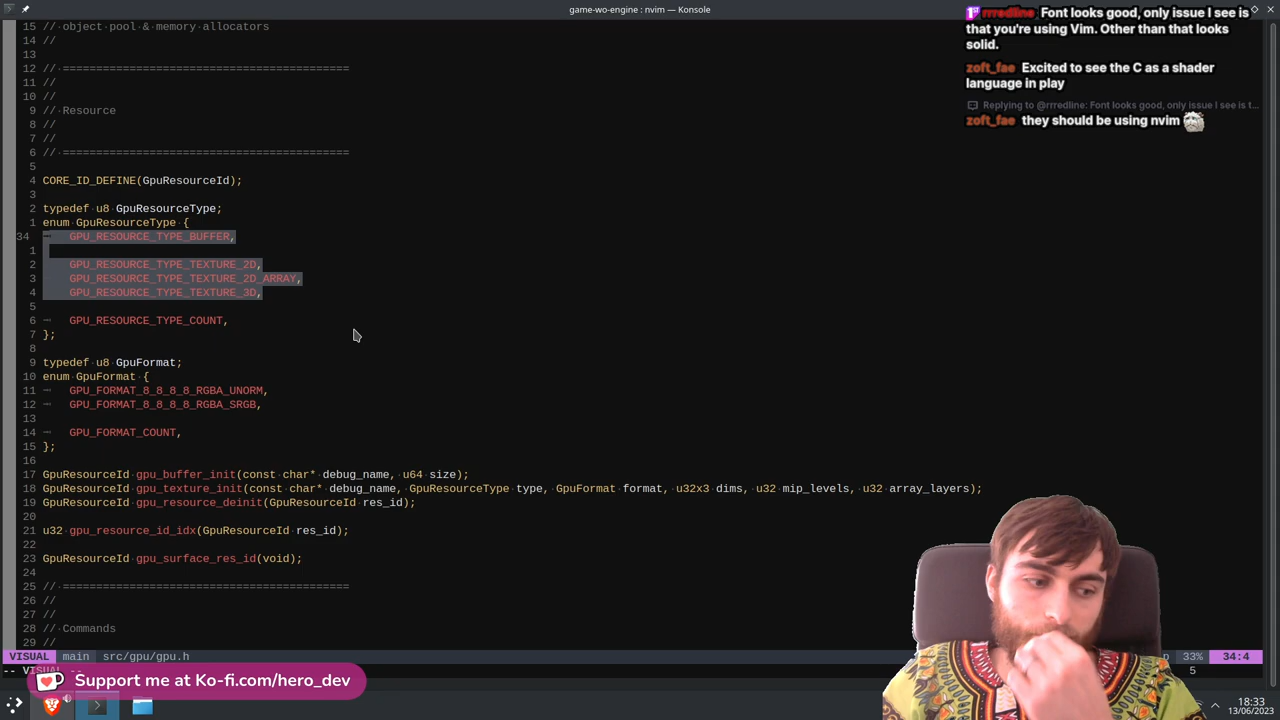 game-wo-engine : nvim — Konsole
15 // object pool & memory allocators
14 //
13
12 // ===========================================
11 //
10 //
9 // Resource
8 //
7 //
6 // ===========================================
5
4 CORE_ID_DEFINE(GpuResourceId);
3
2 typedef u8 GpuResourceType;
1 enum GpuResourceType {
34 GPU_RESOURCE_TYPE_BUFFER,
1
2 GPU_RESOURCE_TYPE_TEXTURE_2D,
3 GPU_RESOURCE_TYPE_TEXTURE_2D_ARRAY,
4 GPU_RESOURCE_TYPE_TEXTURE_3D,
5
6 GPU_RESOURCE_TYPE_COUNT,
7 };
8
9 typedef u8 GpuFormat;
10 enum GpuFormat {
11 GPU_FORMAT_8_8_8_8_RGBA_UNORM,
12 GPU_FORMAT_8_8_8_8_RGBA_SRGB,
13
14 GPU_FORMAT_COUNT,
15 };
16
17 GpuResourceId gpu_buffer_init(const char* debug_name, u64 size);
18 GpuResourceId gpu_texture_init(const char* debug_name, GpuResourceType type, GpuFormat format, u32x3 dims, u32 mip_levels, u32 array_layers);
19 GpuResourceId gpu_resource_deinit(GpuResourceId res_id);
20
21 u32 gpu_resource_id_idx(GpuResourceId res_id);
22
23 GpuResourceId gpu_surface_res_id(void);
24
25 // ===========================================
26 //
27 //
28 // Commands
29 //
VISUAL main src/gpu/gpu.h 33% 34:4
-- VISUAL -- 5
rrredline Font looks good, only issue I see is
that you're using Vim. Other than that looks
solid.
zoft_fae Excited to see the C as a shader
language in play
Replying to @rrredline: Font looks good, only issue I see is t...
zoft_fae they should be using nvim
Support me at Ko-fi.com/hero_dev
18:33
13/06/2023